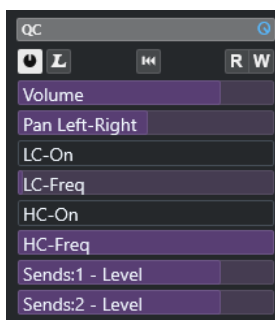 QC
L
R W
Volume
Pan Left-Right
LC-On
LC-Freq
HC-On
HC-Freq
Sends:1 - Level
Sends:2 - Level